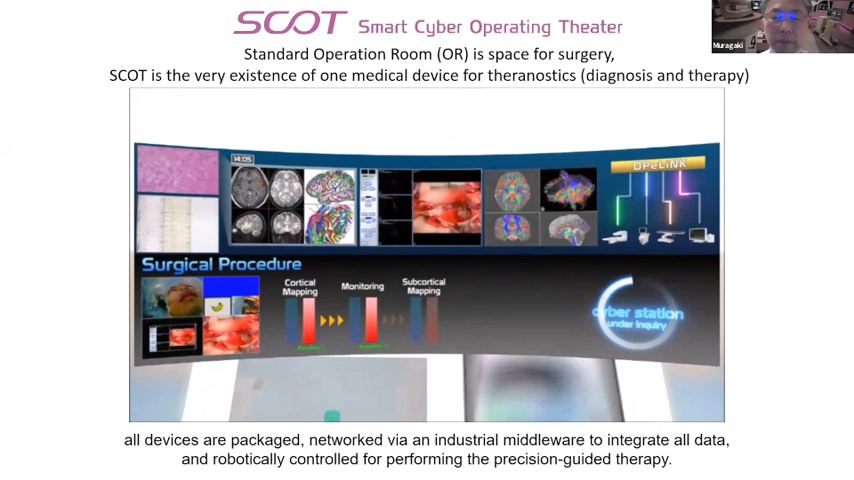 SCOT Smart Cyber Operating Theater
Muragaki
Standard Operation Room (OR) is space for surgery,
SCOT is the very existence of one medical device for theranostics (diagnosis and therapy)
14:05
OPeLiNK
Surgical Procedure
Cortical Mapping
Monitoring
Subcortical Mapping
cyber station
under inquiry
all devices are packaged, networked via an industrial middleware to integrate all data,
and robotically controlled for performing the precision-guided therapy.